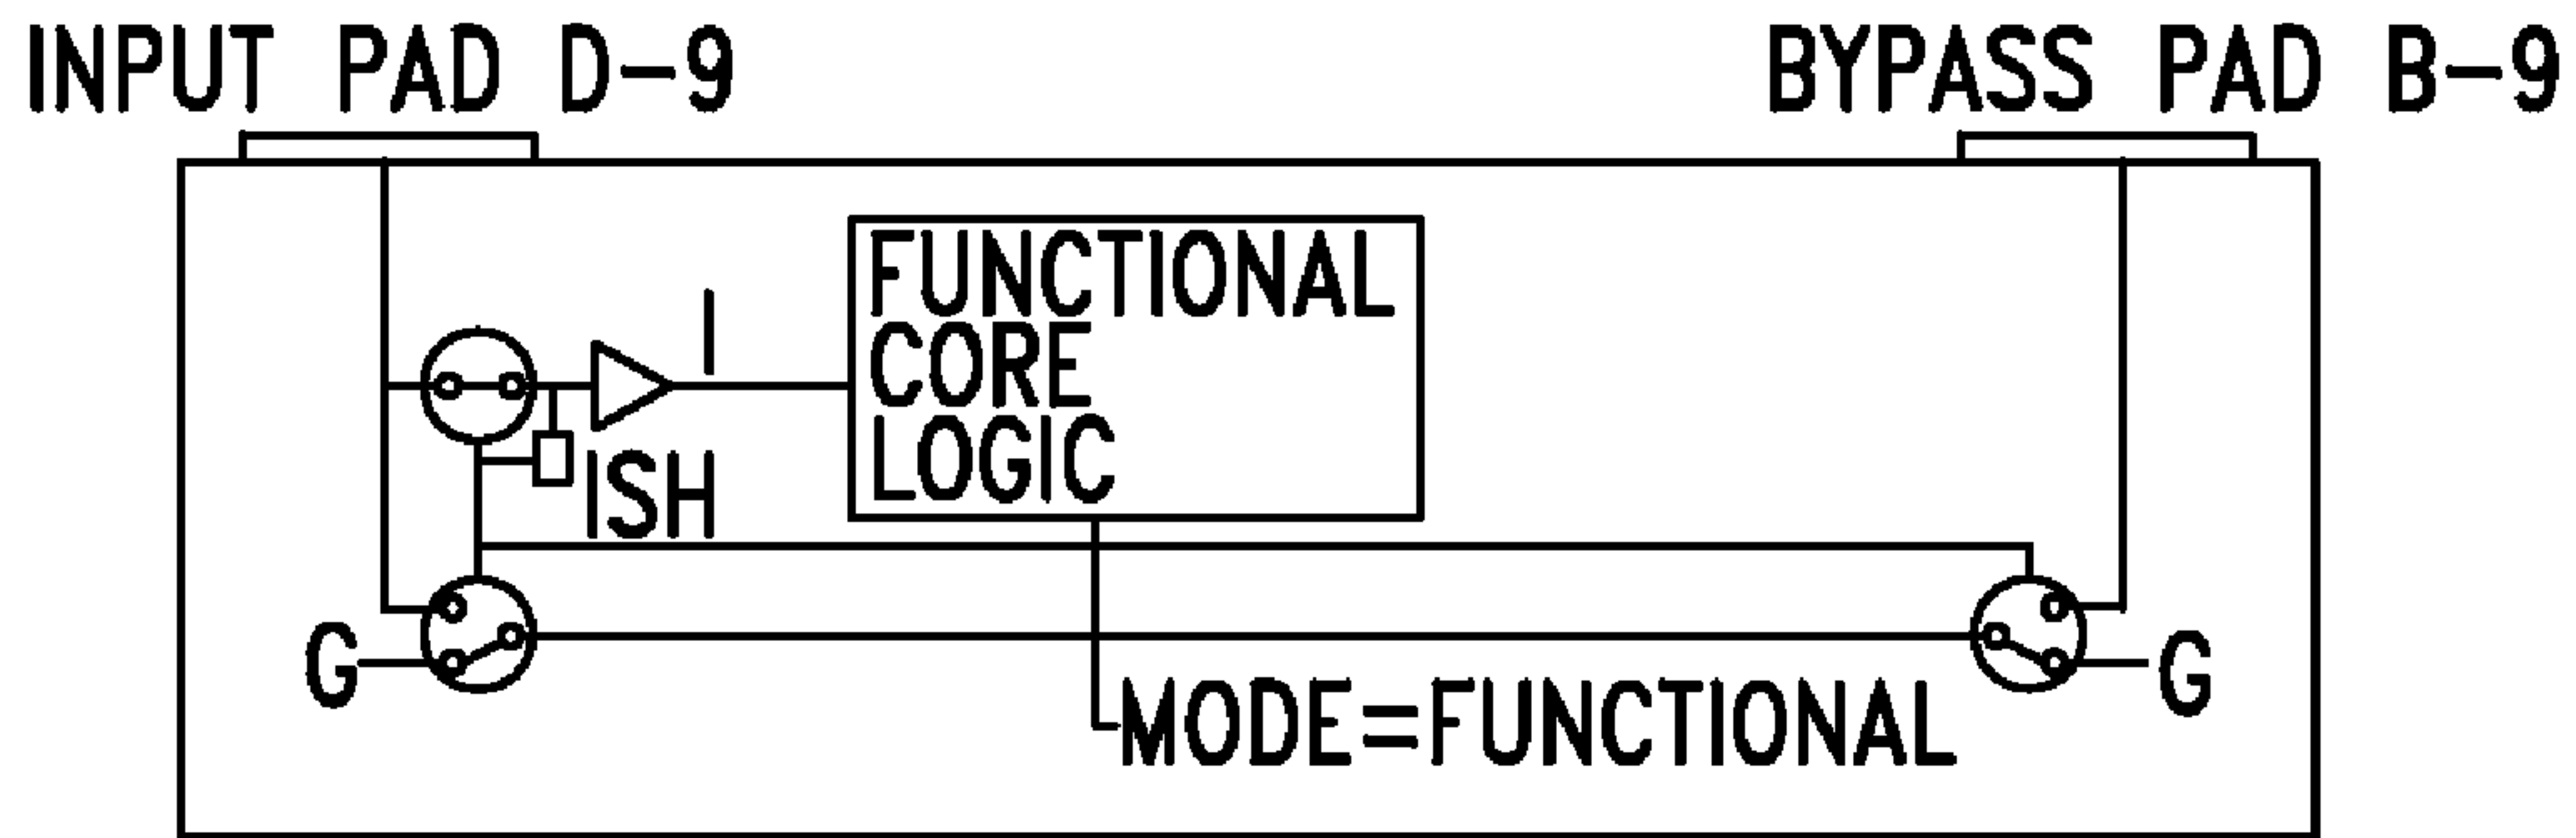 INPUT PAD D-9
BYPASS PAD B-9
I
FUNCTIONAL
CORE
LOGIC
ISH
G
G
MODE=FUNCTIONAL